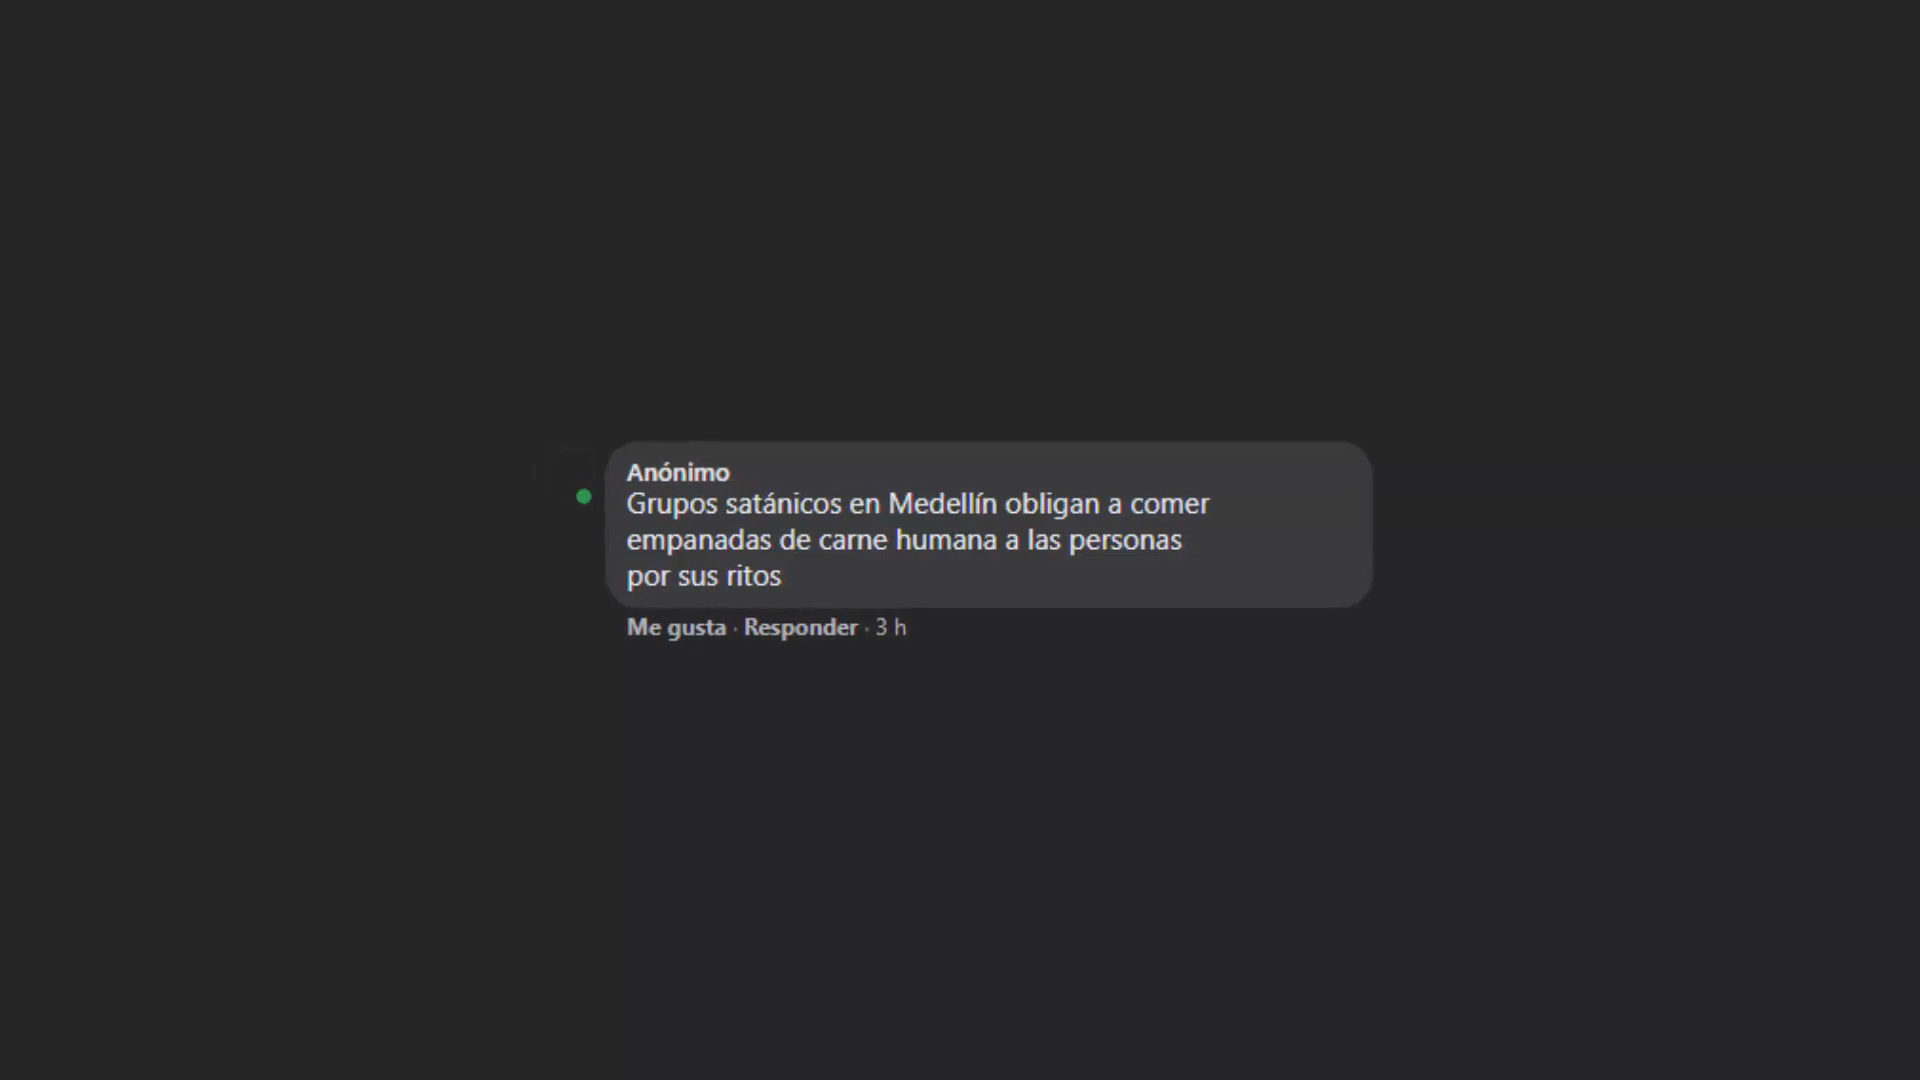 Anónimo
Grupos satánicos en Medellín obligan a comer
empanadas de carne humana a las personas
por sus ritos
Me gusta · Responder · 3 h